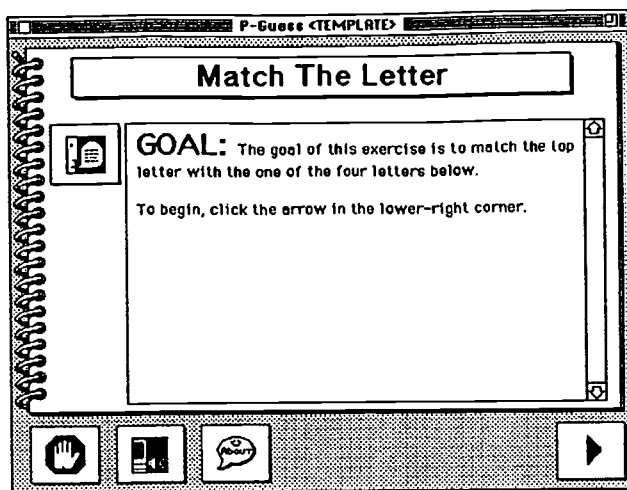 P-Guess <TEMPLATE>
Match The Letter
GOAL: The goal of this exercise is to match the top
letter with the one of the four letters below.
To begin, click the arrow in the lower-right corner.
ABOUT